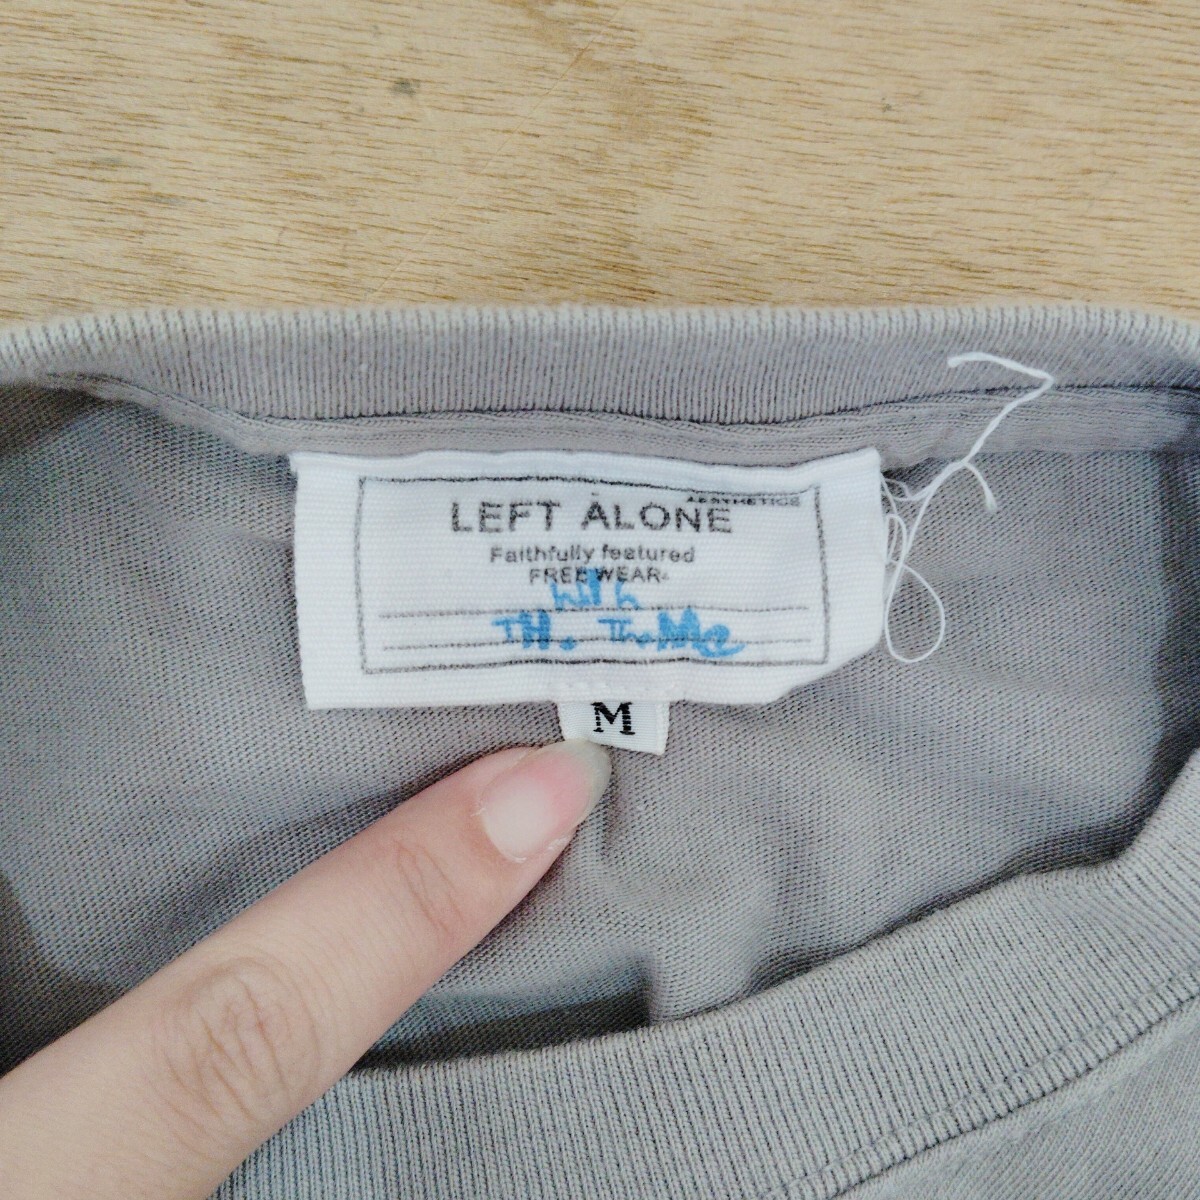 AESTHETICS
LEFT ALONE
Faithfully featured
FREE WEAR
with
M